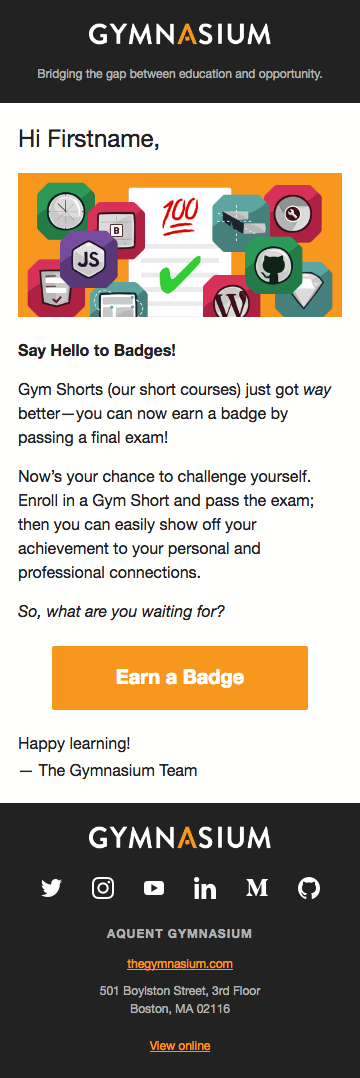 GYMNASIUM
Bridging the gap between education and opportunity.
Hi Firstname,
100
B
JS
Say Hello to Badges!
Gym Shorts (our short courses) just got way
better—you can now earn a badge by
passing a final exam!
Now’s your chance to challenge yourself.
Enroll in a Gym Short and pass the exam;
then you can easily show off your
achievement to your personal and
professional connections.
So, what are you waiting for?
Earn a Badge
Happy learning!
— The Gymnasium Team
GYMNASIUM
in M
AQUENT GYMNASIUM
thegymnasium.com
501 Boylston Street, 3rd Floor
Boston, MA 02116
View online